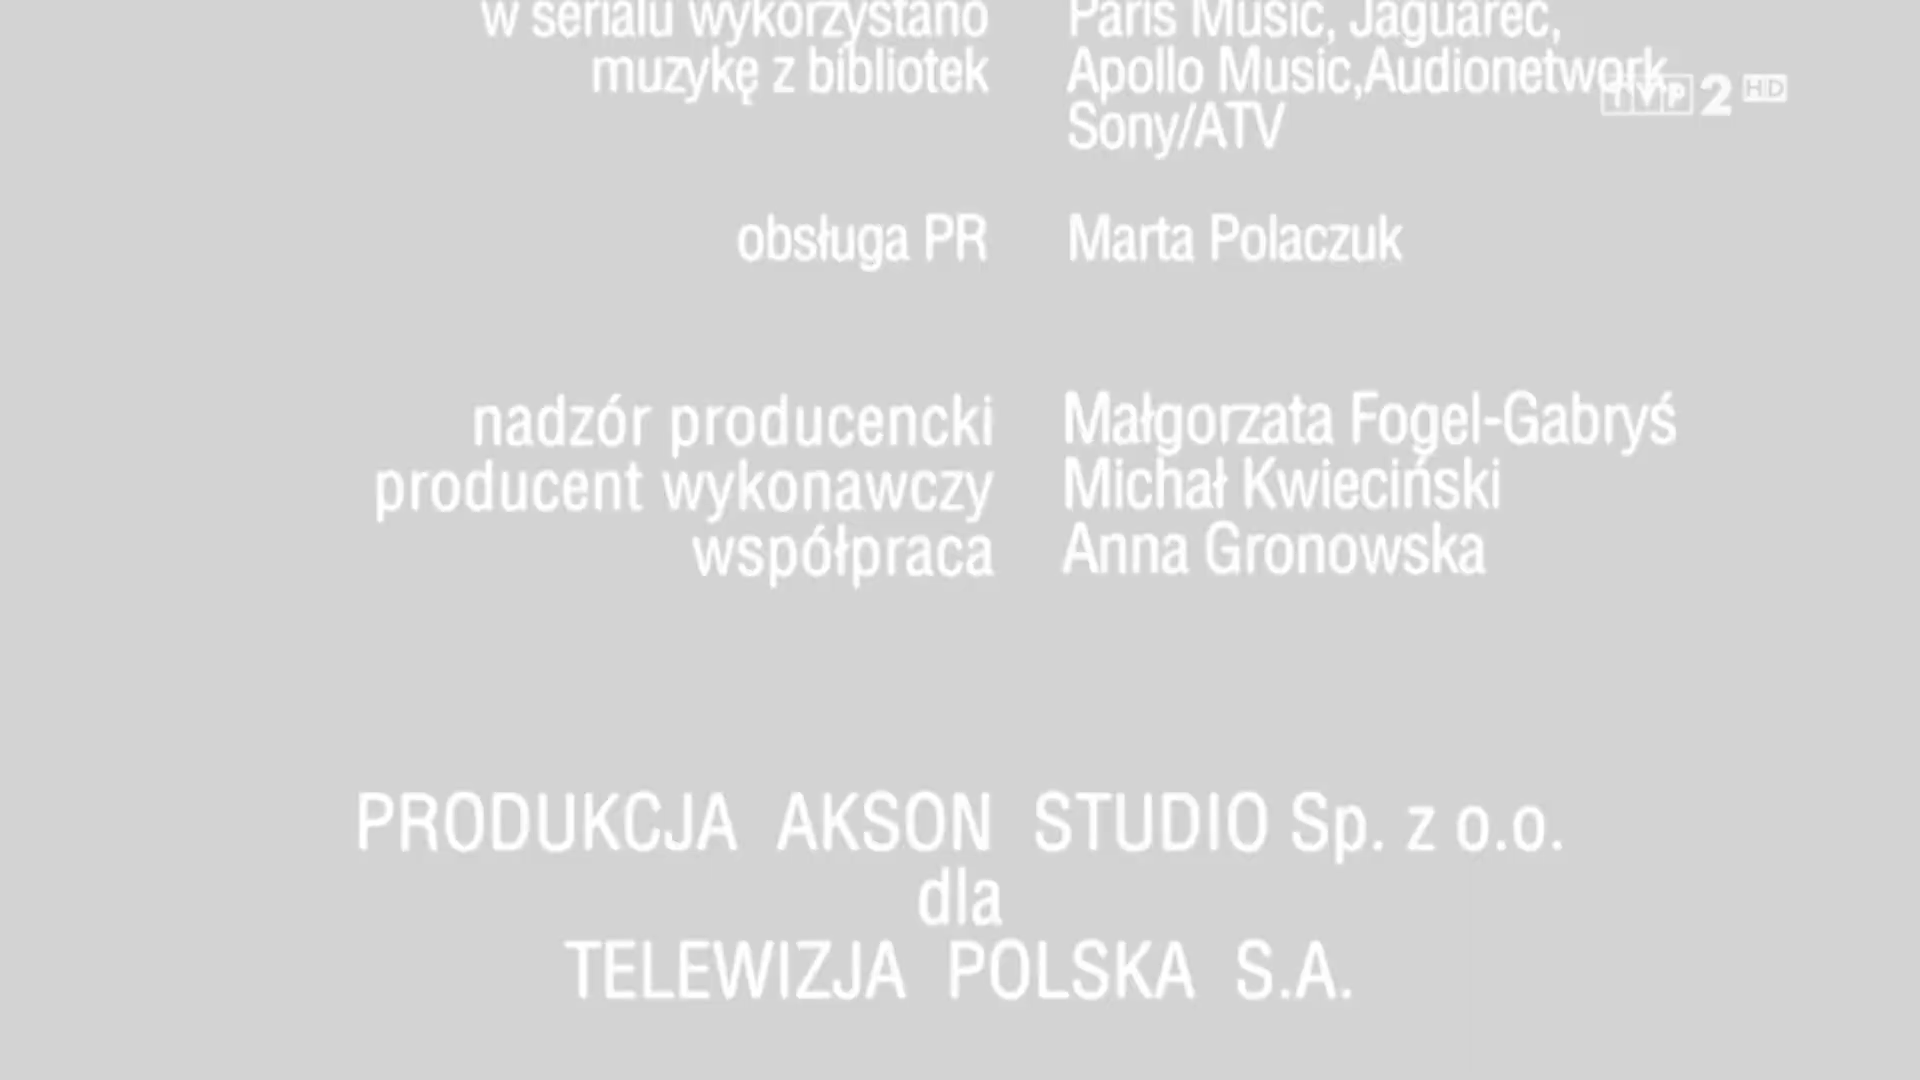 w serialu wykorzystano Paris Music, Jaguarec,
muzykę z bibliotek Apollo Music,Audionetwork
Sony/ATV
TVP 2 HD
obsługa PR Marta Polaczuk
nadzór producencki Małgorzata Fogel-Gabryś
producent wykonawczy Michał Kwieciński
współpraca Anna Gronowska
PRODUKCJA AKSON STUDIO Sp. z o.o.
dla
TELEWIZJA POLSKA S.A.